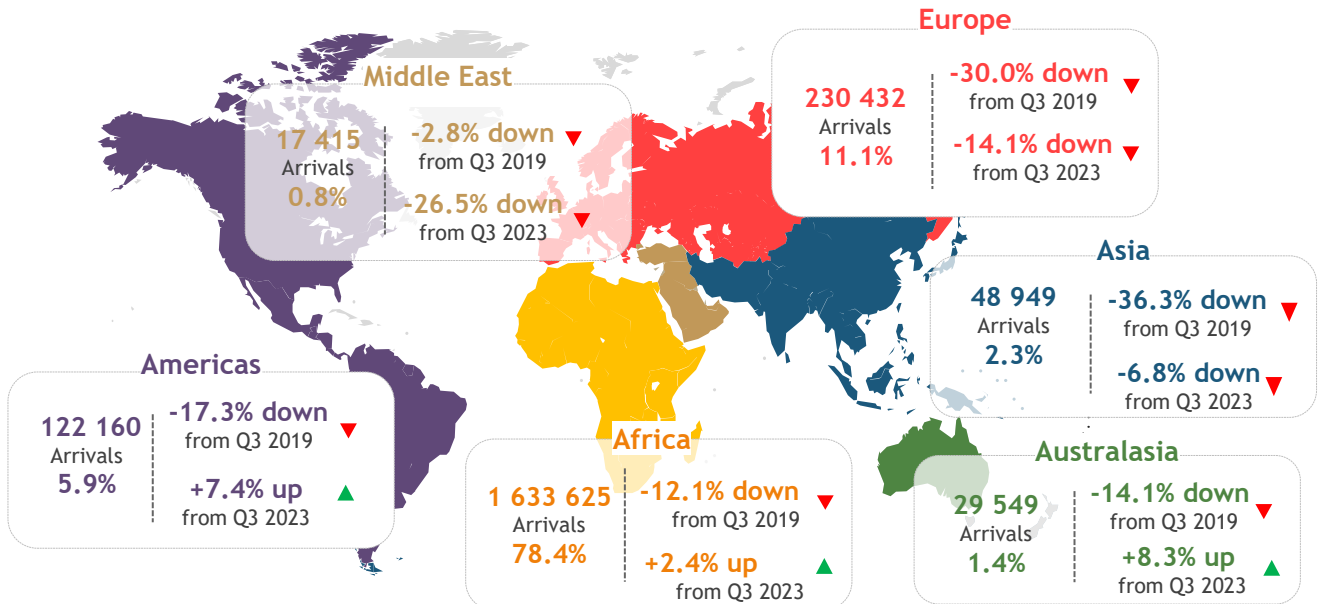 Europe
230 432
Arrivals
11.1%
-30.0% down
from Q3 2019
-14.1% down
from Q3 2023
Middle East
17 415
Arrivals
0.8%
-2.8% down
from Q3 2019
-26.5% down
from Q3 2023
Asia
48 949
Arrivals
2.3%
-36.3% down
from Q3 2019
-6.8% down
from Q3 2023
Americas
122 160
Arrivals
5.9%
-17.3% down
from Q3 2019
+7.4% up
from Q3 2023
Africa
1 633 625
Arrivals
78.4%
-12.1% down
from Q3 2019
+2.4% up
from Q3 2023
Australasia
29 549
Arrivals
1.4%
-14.1% down
from Q3 2019
+8.3% up
from Q3 2023